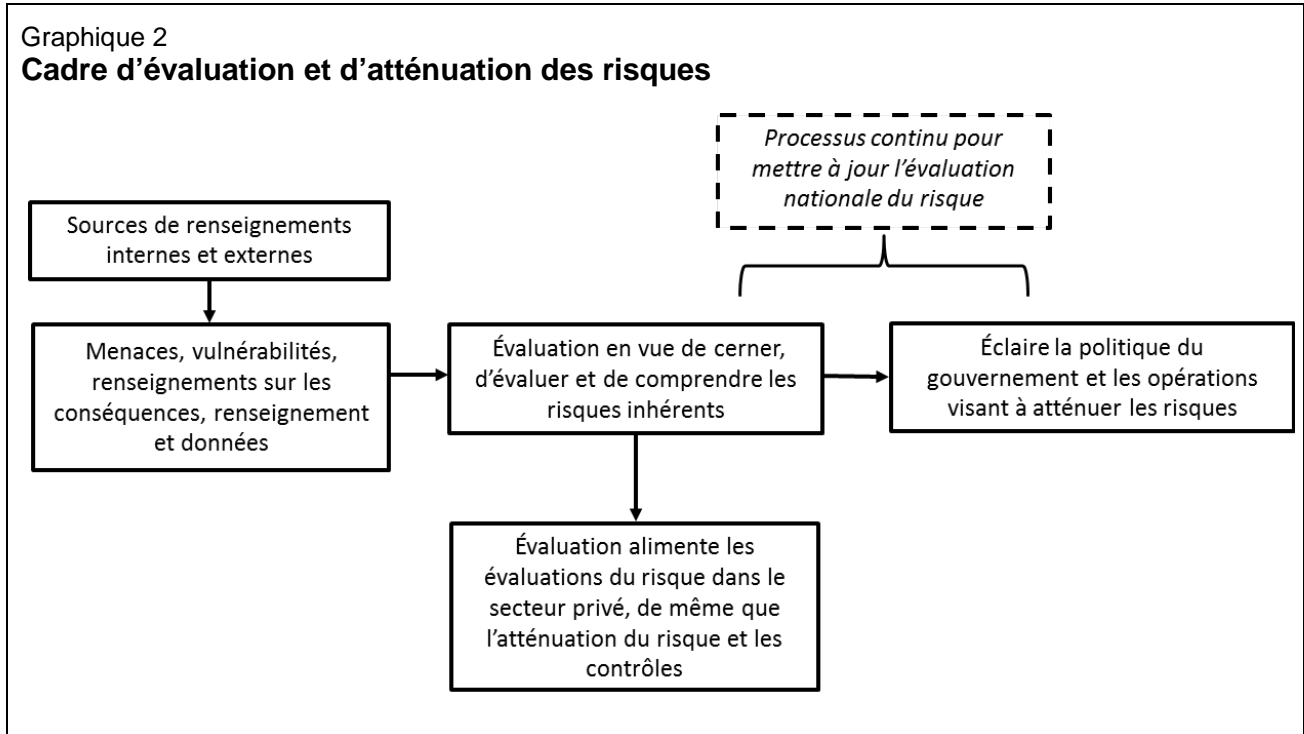 Graphique 2
Cadre d’évaluation et d’atténuation des risques
Processus continu pour
mettre à jour l’évaluation
nationale du risque
Sources de renseignements
internes et externes
Menaces, vulnérabilités,
renseignements sur les
conséquences, renseignement
et données
Évaluation en vue de cerner,
d’évaluer et de comprendre les
risques inhérents
Éclaire la politique du
gouvernement et les opérations
visant à atténuer les risques
Évaluation alimente les
évaluations du risque dans le
secteur privé, de même que
l’atténuation du risque et les
contrôles